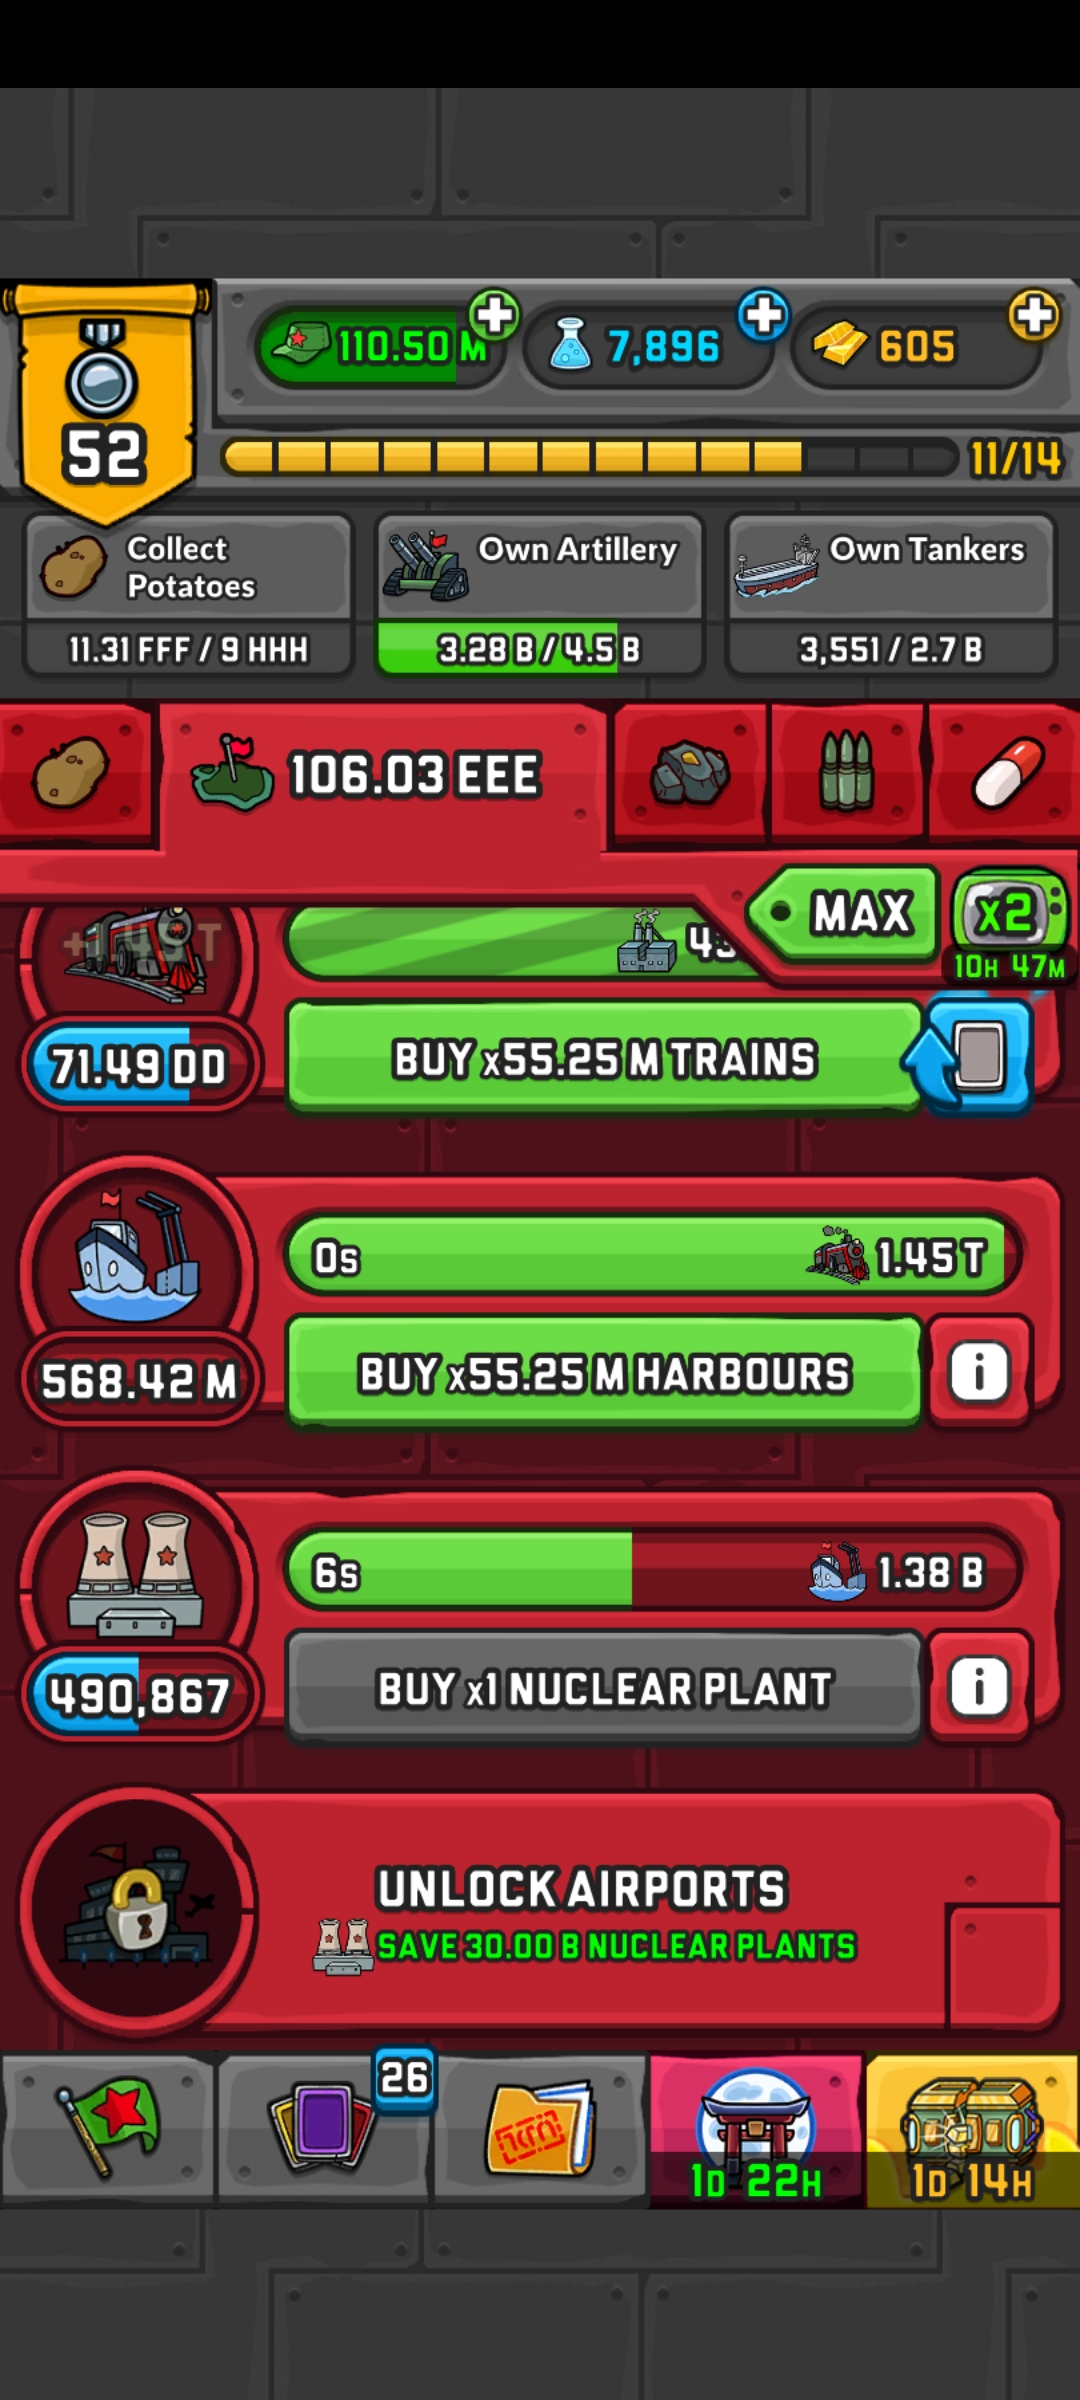 110.50 M
7,896
605
52
11/14
Collect
Potatoes
Own Artillery
Own Tankers
11.31 FFF / 9 HHH
3.28 B / 4.5 B
3,551 / 2.7 B
106.03 EEE
MAX
x2
10H 47M
71.49 DD
BUY x55.25 M TRAINS
0s
1.45 T
568.42 M
BUY x55.25 M HARBOURS
6s
1.38 B
490,867
BUY x1 NUCLEAR PLANT
UNLOCK AIRPORTS
SAVE 30.00 B NUCLEAR PLANTS
26
1D 22H
1D 14H